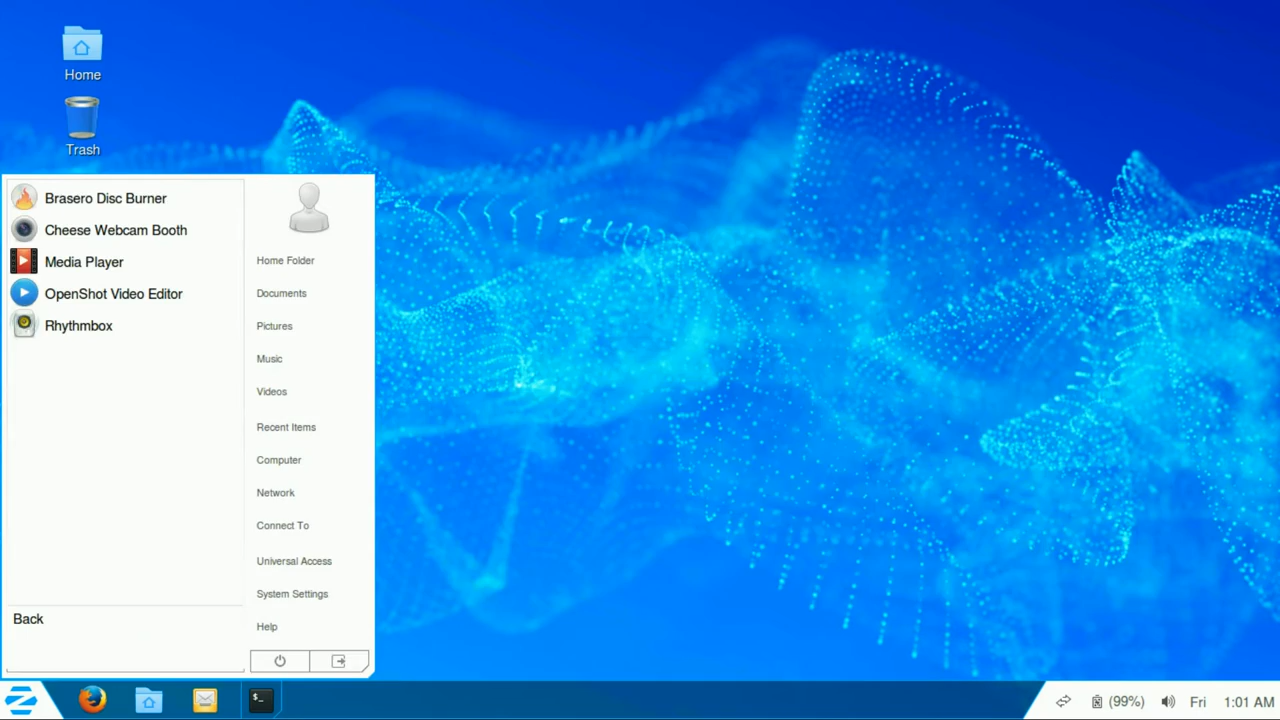 Home
Trash
Brasero Disc Burner
Cheese Webcam Booth
Media Player
OpenShot Video Editor
Rhythmbox
Back
Home Folder
Documents
Pictures
Music
Videos
Recent Items
Computer
Network
Connect To
Universal Access
System Settings
Help
$_
(99%) Fri 1:01 AM